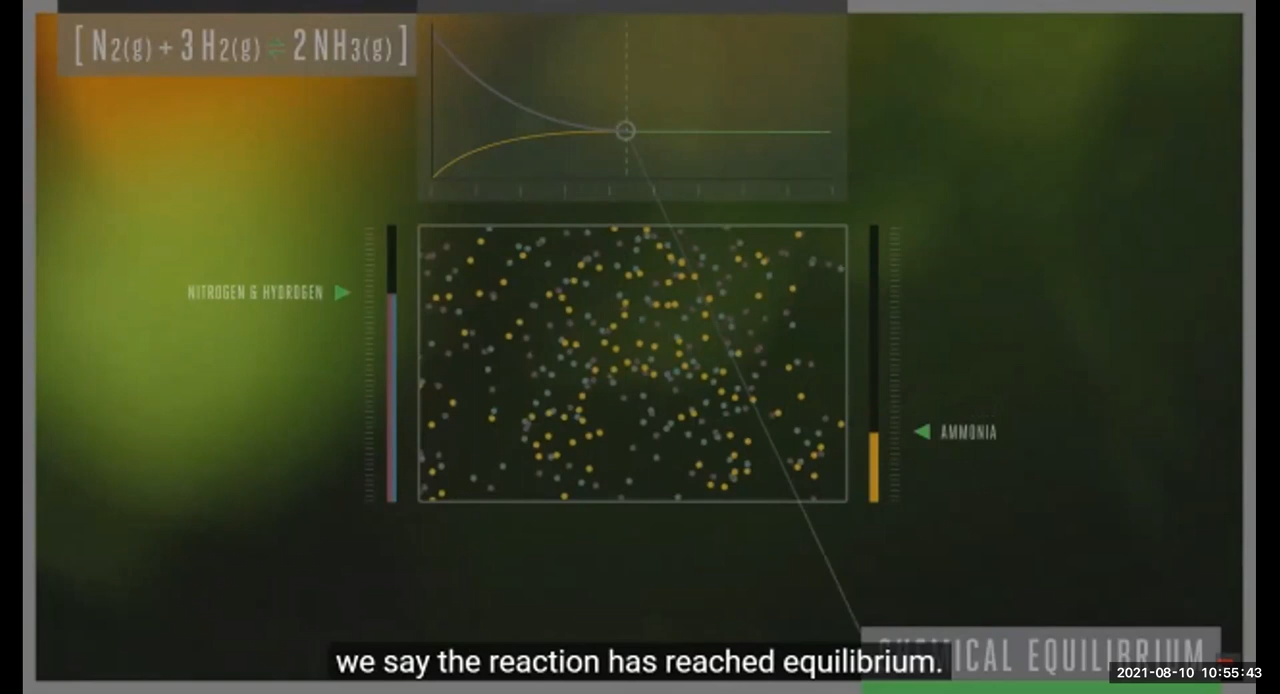 [ N2(g) + 3 H2(g) ⇌ 2 NH3(g) ]
NITROGEN & HYDROGEN
AMMONIA
CHEMICAL EQUILIBRIUM
we say the reaction has reached equilibrium.
2021-08-10 10:55:43